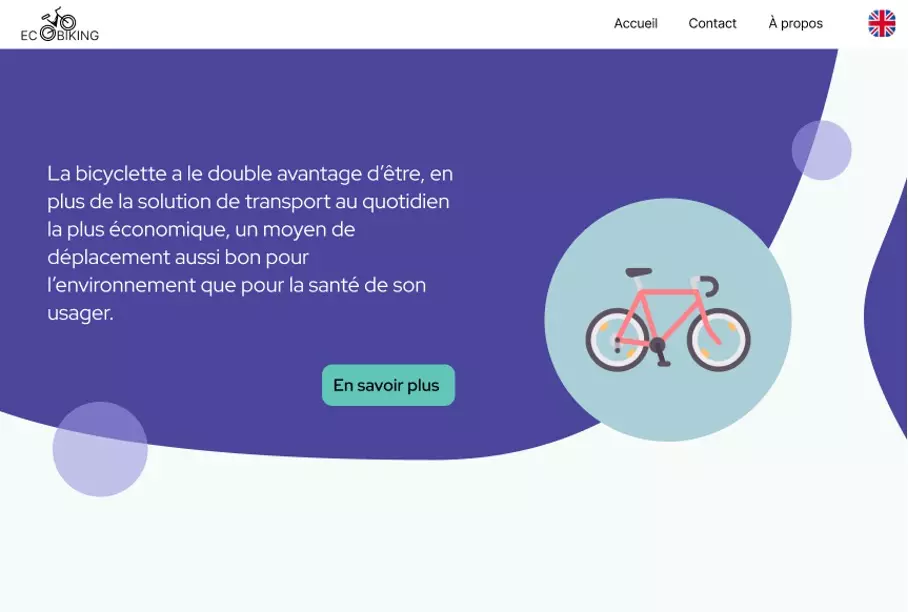 ECOBIKING
Accueil
Contact
À propos
La bicyclette a le double avantage d’être, en
plus de la solution de transport au quotidien
la plus économique, un moyen de
déplacement aussi bon pour
l’environnement que pour la santé de son
usager.
En savoir plus